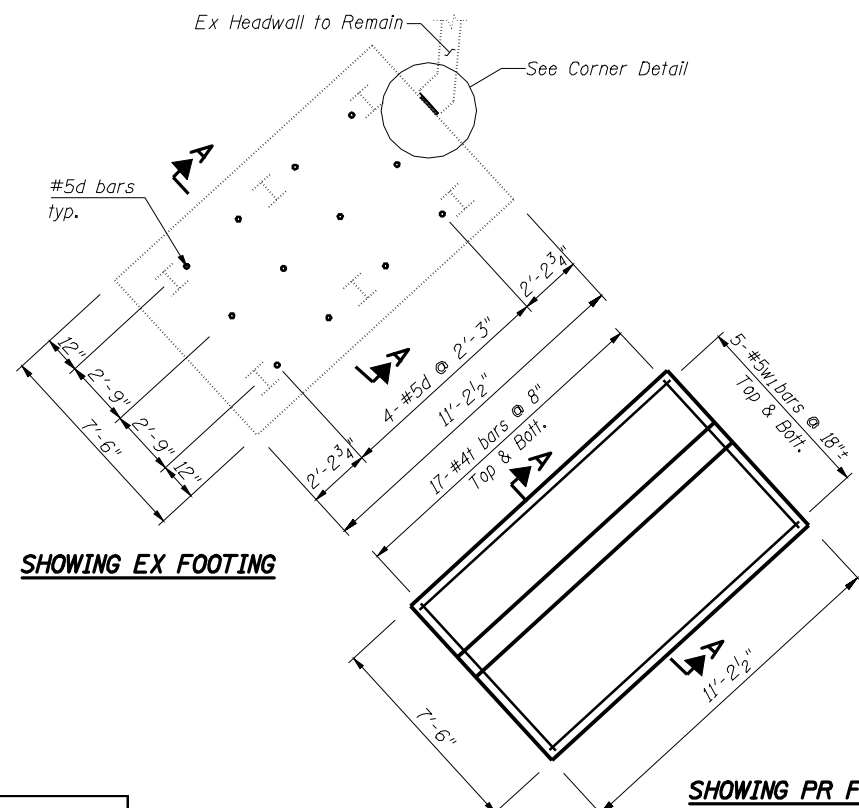 Ex Headwall to Remain
See Corner Detail
A
#5d bars
typ.
12"
2'-9"
2'-9"
12"
7'-6"
A
2'-2¾"
4-#5d @ 2'-3"
2'-2¾"
11'-2½"
17-#4t bars @ 8"
Top & Bott.
5-#5w₁ bars @ 18"±
Top & Bott.
A
SHOWING EX FOOTING
A
7'-6"
11'-2½"
SHOWING PR F